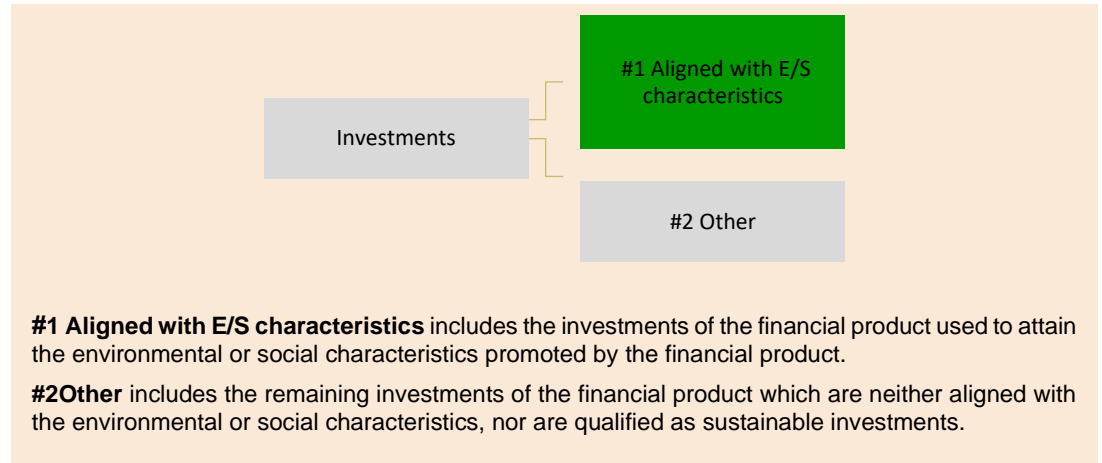 #1 Aligned with E/S
characteristics
Investments
#2 Other
#1 Aligned with E/S characteristics includes the investments of the financial product used to attain
the environmental or social characteristics promoted by the financial product.
#2Other includes the remaining investments of the financial product which are neither aligned with
the environmental or social characteristics, nor are qualified as sustainable investments.